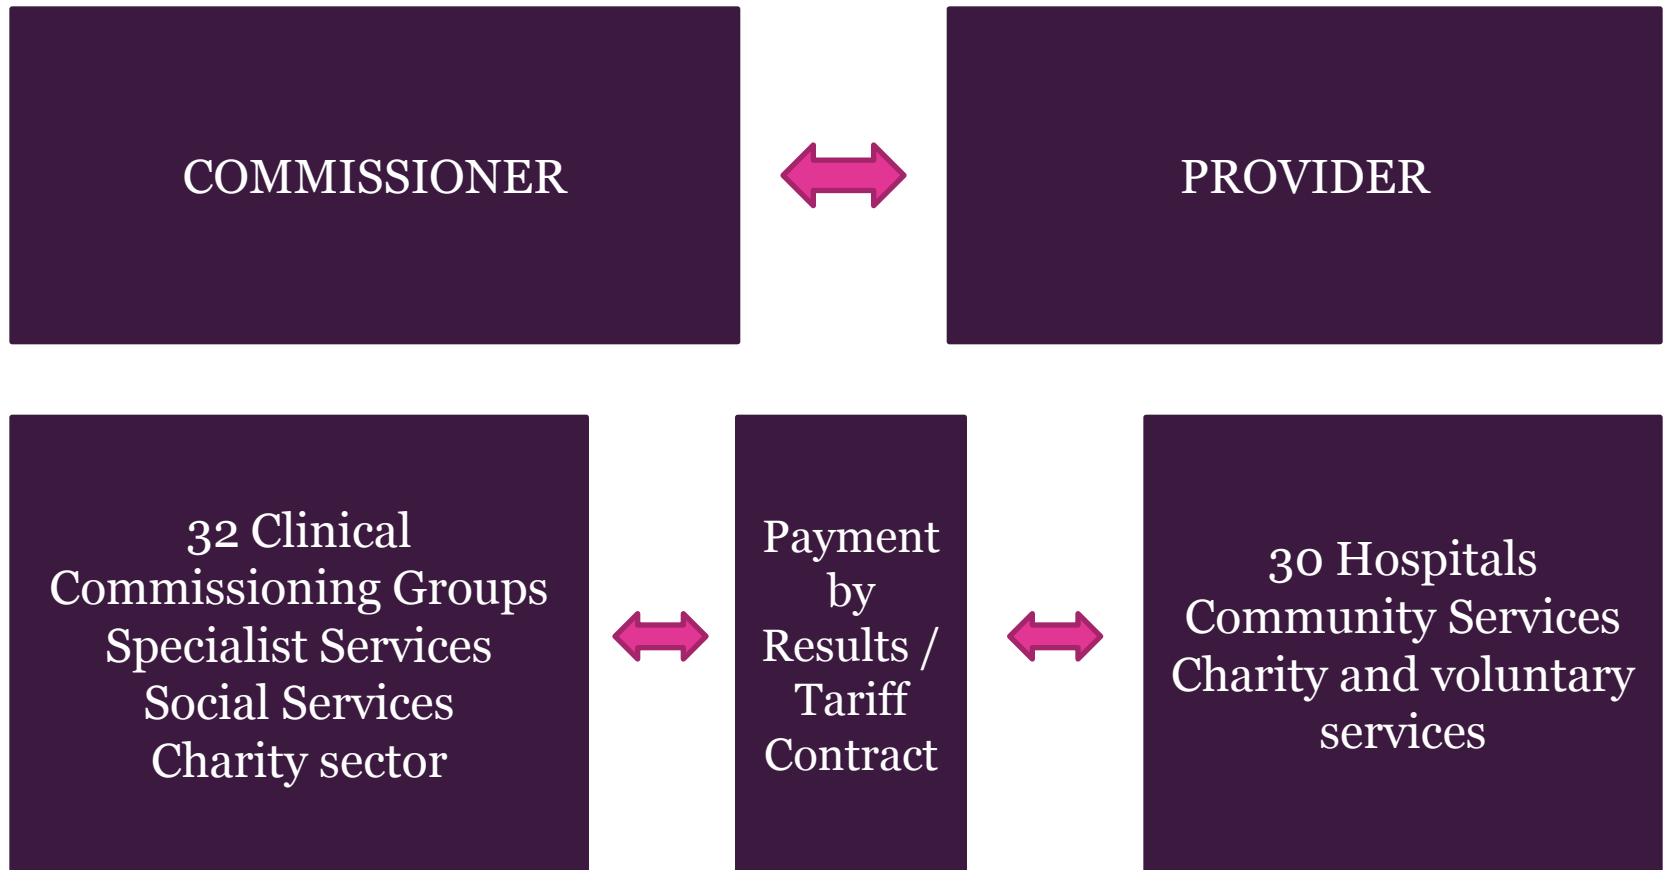 COMMISSIONER
PROVIDER
32 Clinical
Commissioning Groups
Specialist Services
Social Services
Charity sector
Payment
by
Results /
Tariff
Contract
30 Hospitals
Community Services
Charity and voluntary
services